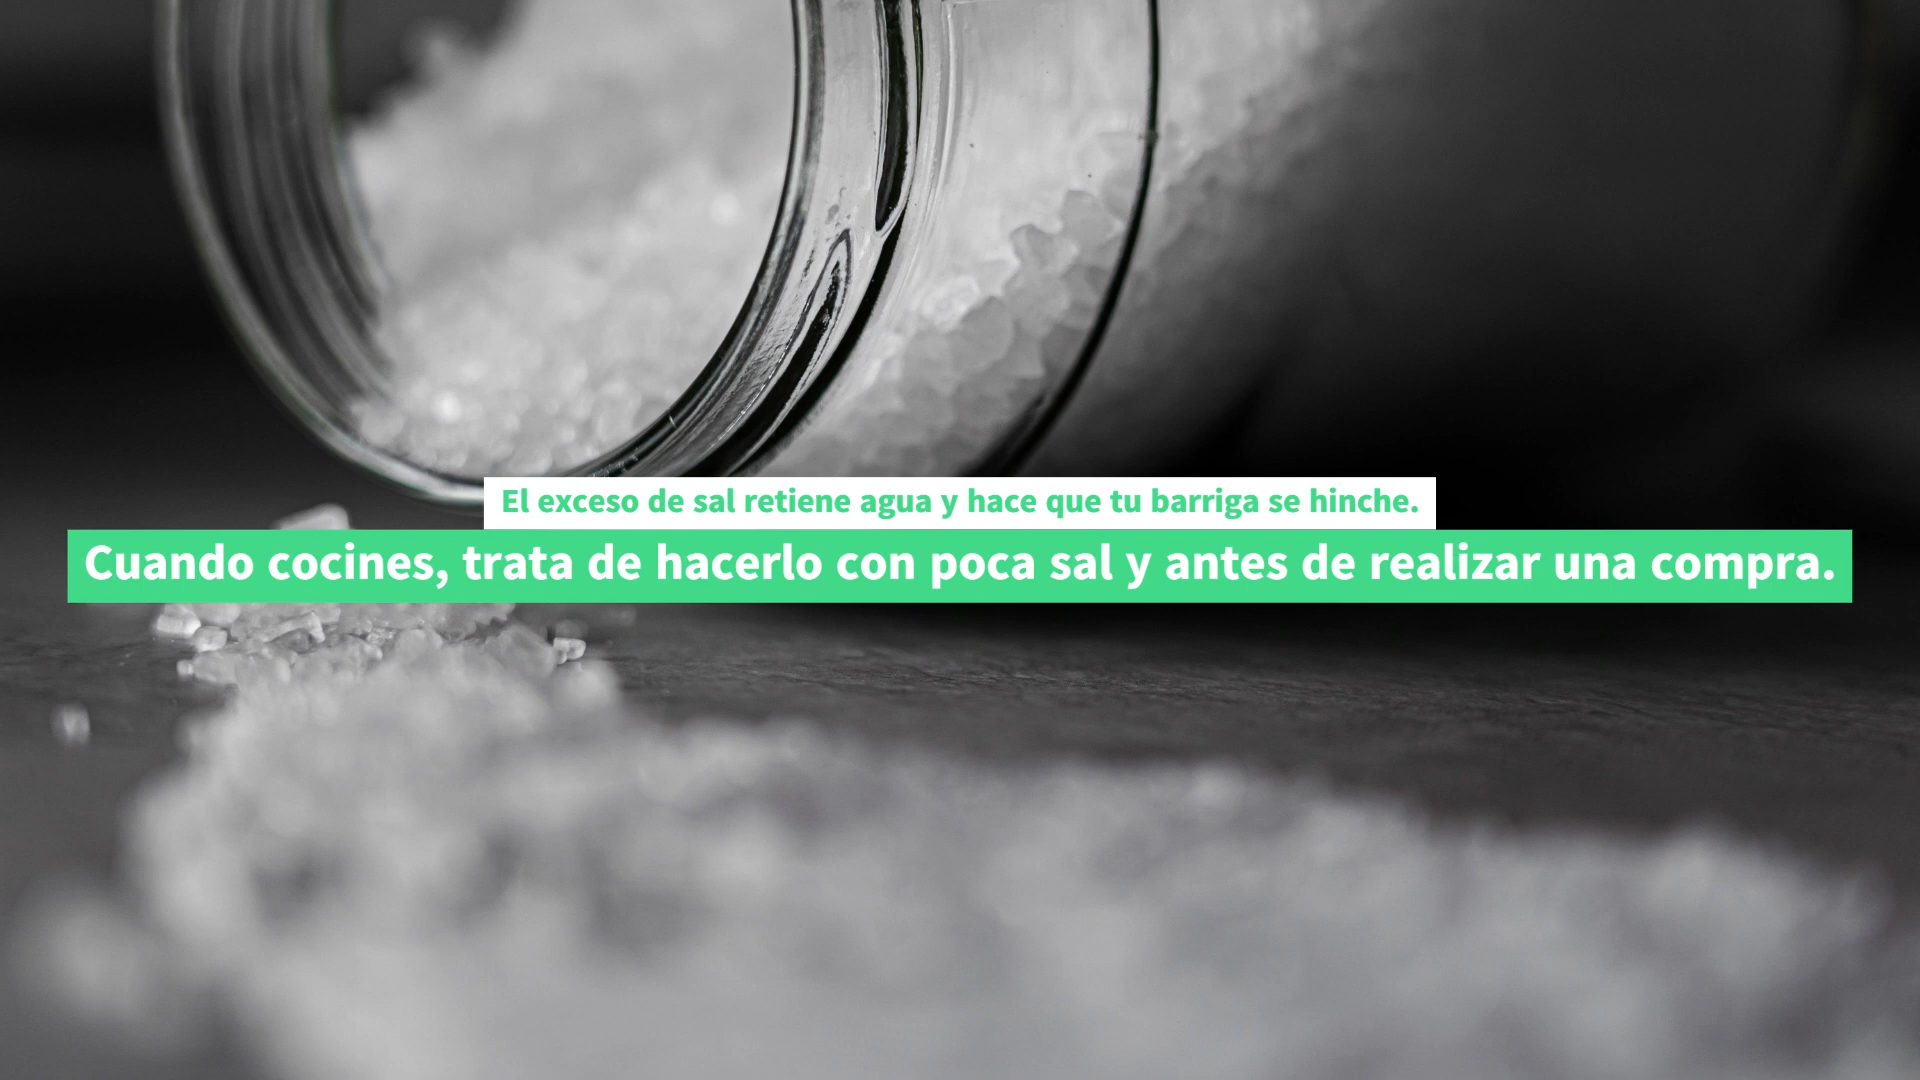 El exceso de sal retiene agua y hace que tu barriga se hinche.
Cuando cocines, trata de hacerlo con poca sal y antes de realizar una compra.